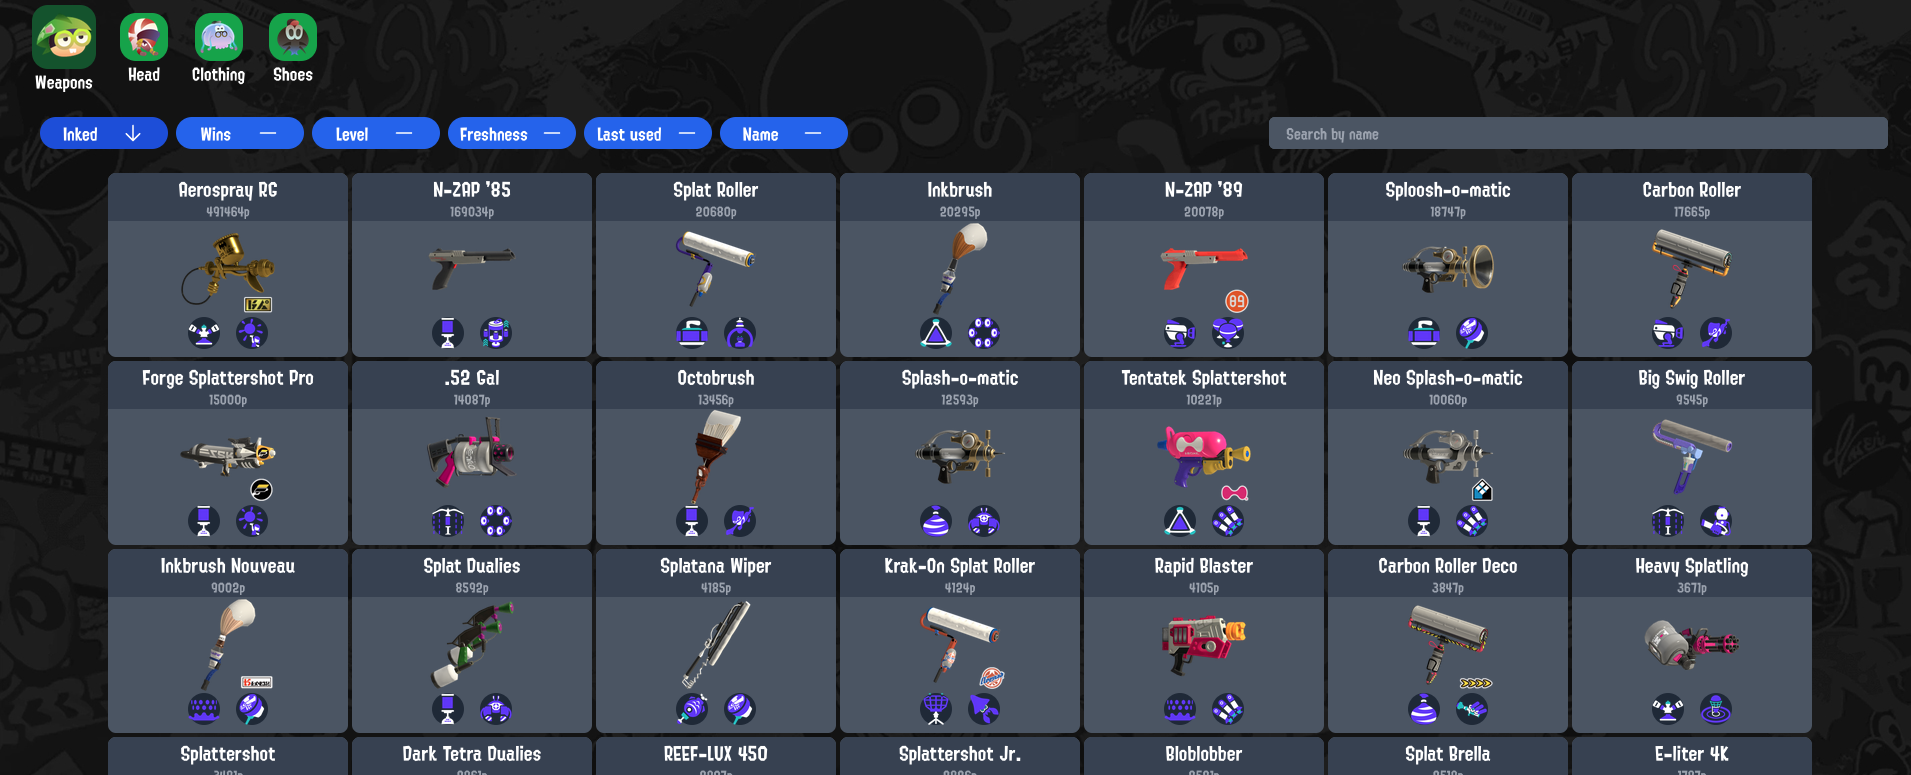 Weapons
Head
Clothing
Shoes
Inked
Wins
Level
Freshness
Last used
Name
Search by name
Aerospray RG
491464p
N-ZAP '85
169034p
Splat Roller
20680p
Inkbrush
20295p
N-ZAP '89
20078p
89
Sploosh-o-matic
18747p
Carbon Roller
17665p
Forge Splattershot Pro
15000p
.52 Gal
14087p
Octobrush
13456p
Splash-o-matic
12593p
Tentatek Splattershot
10221p
Neo Splash-o-matic
10060p
Big Swig Roller
9545p
Inkbrush Nouveau
9002p
Splat Dualies
8592p
Splatana Wiper
4185p
Krak-On Splat Roller
4124p
Rapid Blaster
4105p
Carbon Roller Deco
3847p
Heavy Splatling
3671p
Splattershot
Dark Tetra Dualies
REEF-LUX 450
Splattershot Jr.
Bloblobber
Splat Brella
E-liter 4K